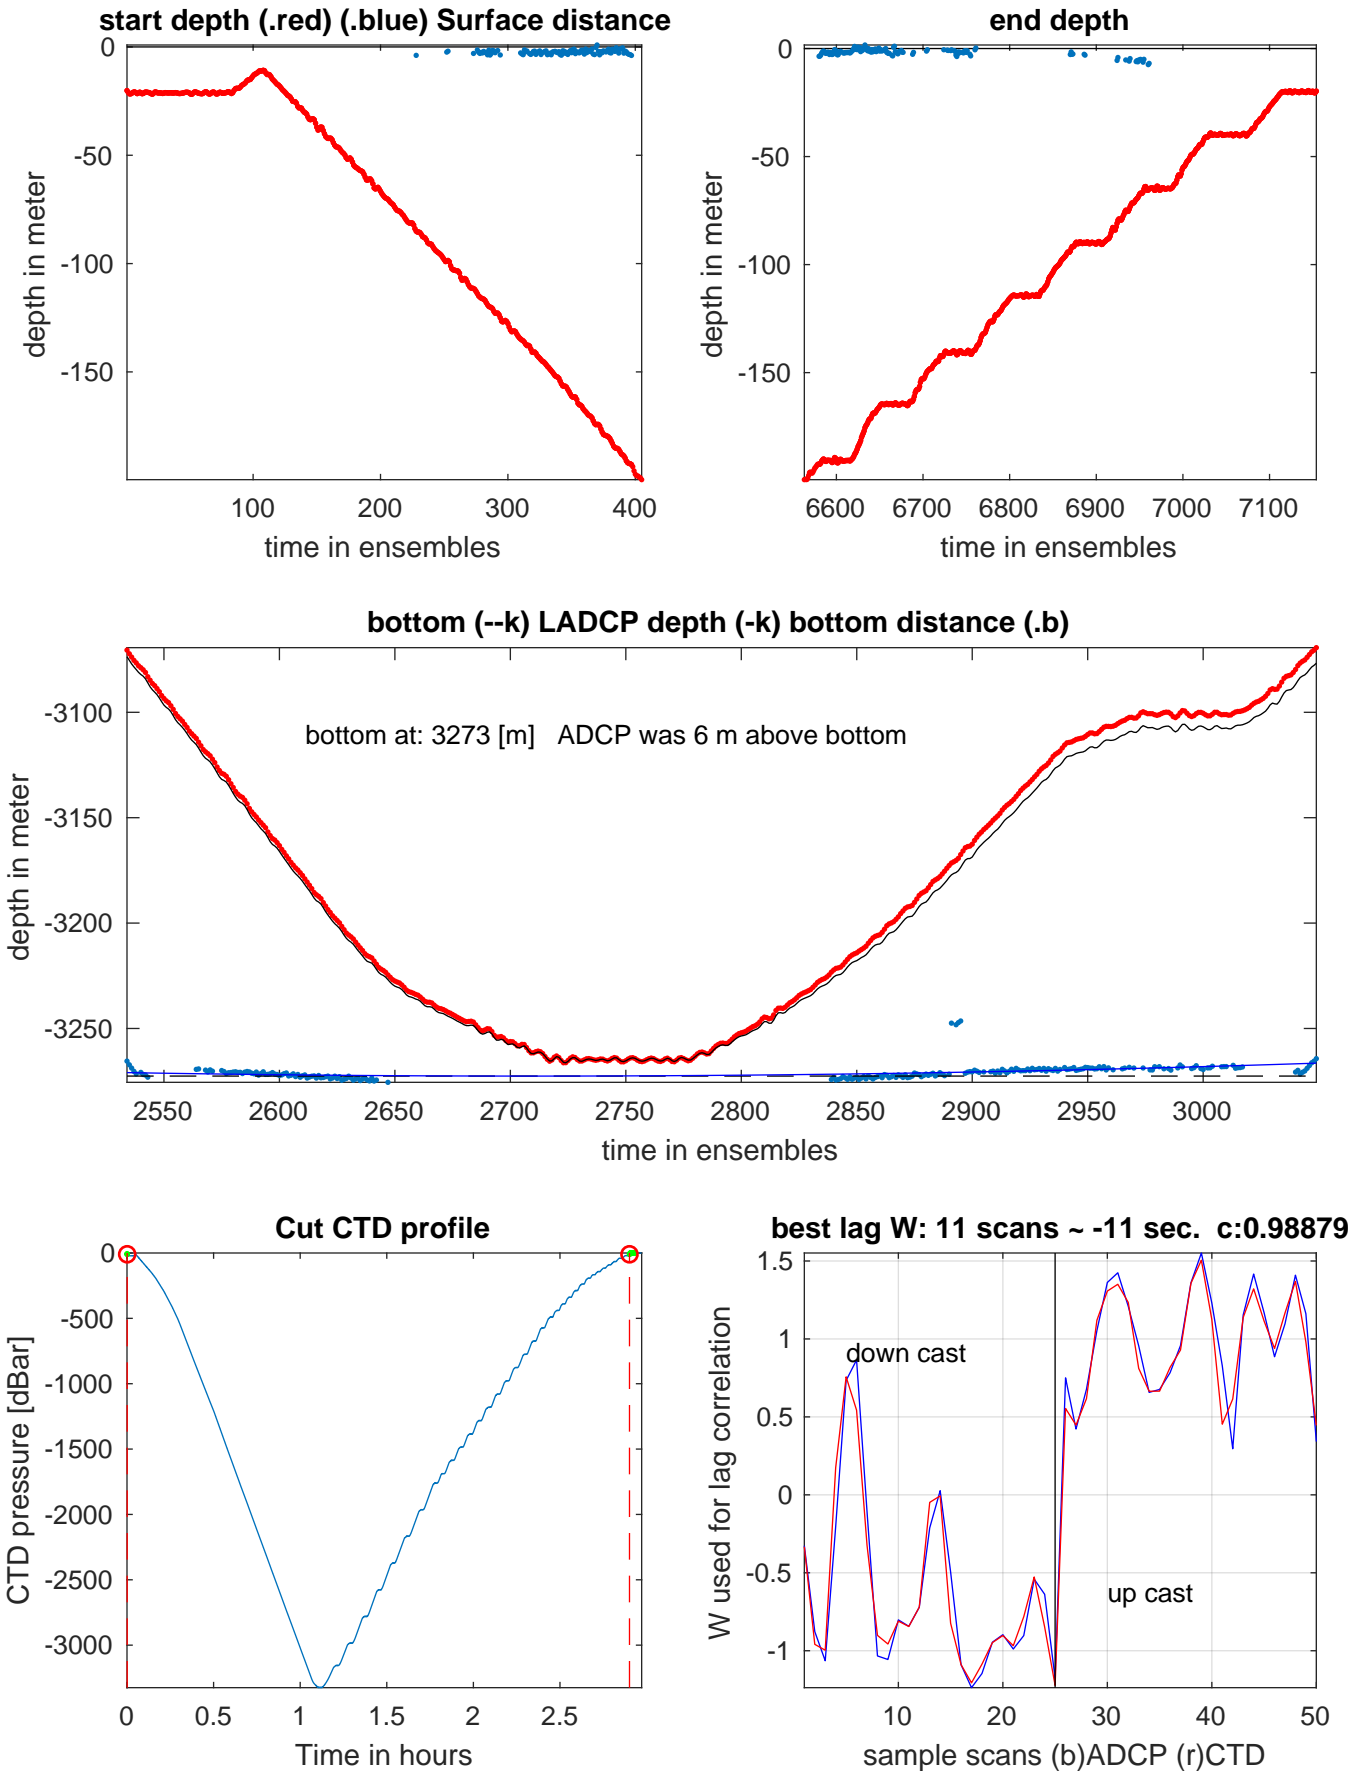 start depth (.red) (.blue) Surface distance
0
-50
-100
-150
depth in meter
100 200 300 400
time in ensembles
end depth
0
-50
-100
-150
depth in meter
6600 6700 6800 6900 7000 7100
time in ensembles
bottom (--k) LADCP depth (-k) bottom distance (.b)
bottom at: 3273 [m] ADCP was 6 m above bottom
-3100
-3150
-3200
-3250
depth in meter
2550 2600 2650 2700 2750 2800 2850 2900 2950 3000
time in ensembles
Cut CTD profile
0
-500
-1000
-1500
-2000
-2500
-3000
CTD pressure [dBar]
0 0.5 1 1.5 2 2.5
Time in hours
best lag W: 11 scans ~ -11 sec. c:0.98879
1.5
1
0.5
0
-0.5
-1
W used for lag correlation
down cast
up cast
10 20 30 40 50
sample scans (b)ADCP (r)CTD